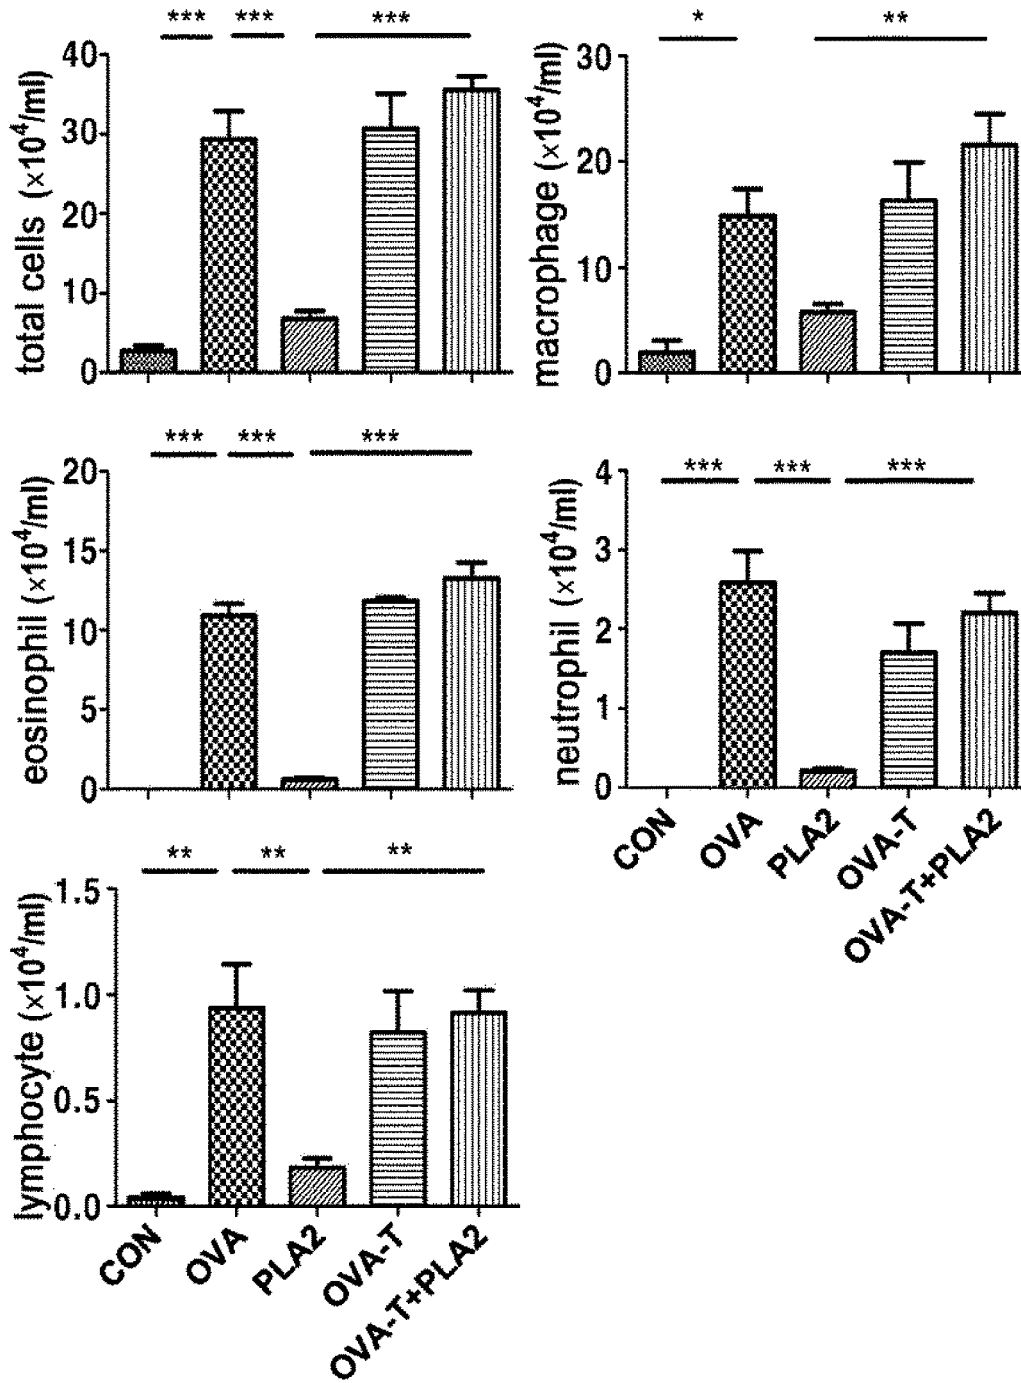 *** *** ***
total cells (×10⁴/ml)
40
30
20
10
0
* **
macrophage (×10⁴/ml)
30
20
10
0
*** *** ***
eosinophil (×10⁴/ml)
20
15
10
5
0
*** *** ***
neutrophil (×10⁴/ml)
4
3
2
1
0
CON
OVA
PLA2
OVA-T
OVA-T+PLA2
** ** **
lymphocyte (×10⁴/ml)
1.5
1.0
0.5
0.0
CON
OVA
PLA2
OVA-T
OVA-T+PLA2